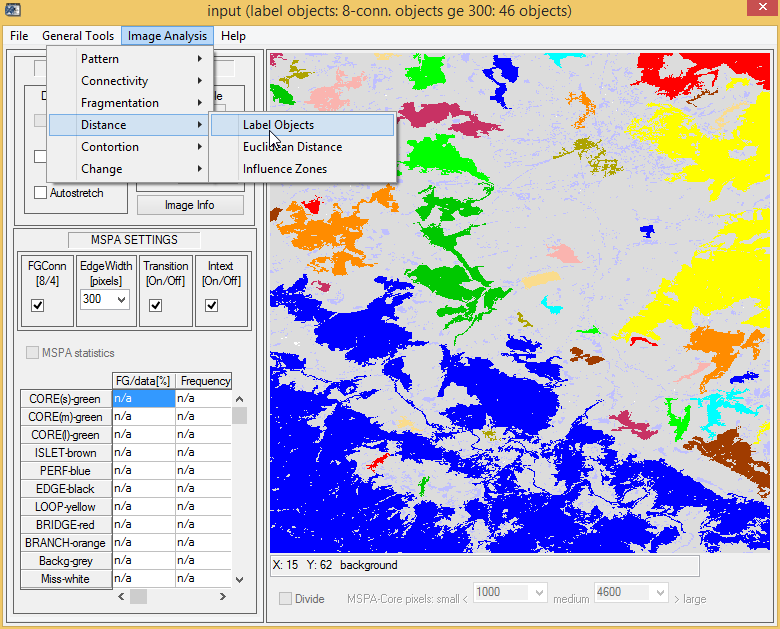 input (label objects: 8-conn. objects ge 300: 46 objects)
File General Tools Image Analysis Help
Pattern
Connectivity
Fragmentation
Distance Label Objects
Contortion Euclidean Distance
Change Influence Zones
Autostretch
Image Info
MSPA SETTINGS
FGConn EdgeWidth Transition Intext
[8/4] [pixels] [On/Off] [On/Off]
300
MSPA statistics
FG/data[%] Frequency
CORE(s)-green n/a n/a
CORE(m)-green n/a n/a
CORE(l)-green n/a n/a
ISLET-brown n/a n/a
PERF-blue n/a n/a
EDGE-black n/a n/a
LOOP-yellow n/a n/a
BRIDGE-red n/a n/a
BRANCH-orange n/a n/a
Backg-grey n/a n/a
Miss-white n/a n/a
X: 15 Y: 62 background
Divide MSPA-Core pixels: small < 1000 medium 4600 > large